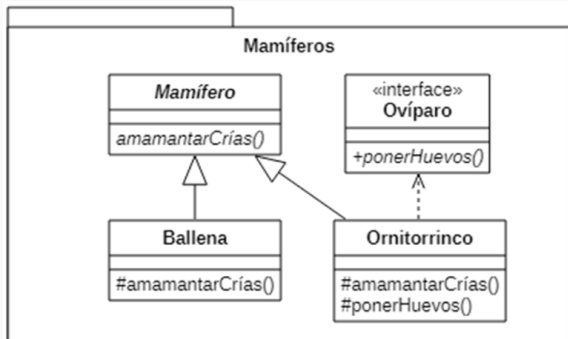 Mamíferos
Mamífero
amamantarCrías()
«interface»
Ovíparo
+ponerHuevos()
Ballena
#amamantarCrías()
Ornitorrinco
#amamantarCrías()
#ponerHuevos()